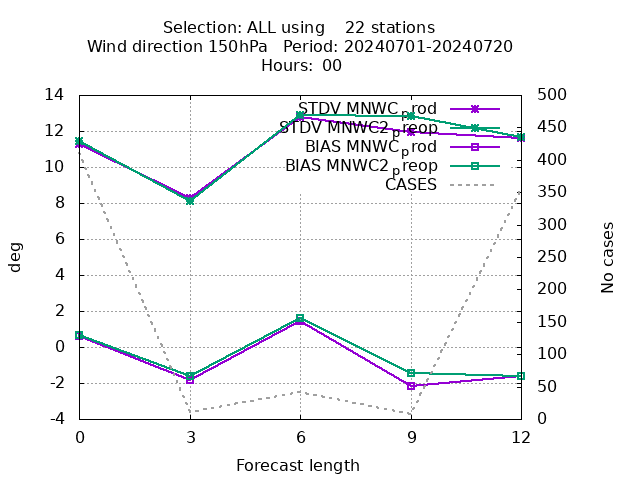 Selection: ALL using    22 stations
Wind direction 150hPa   Period: 20240701-20240720
Hours: 00
14
12
10
8
6
4
2
0
-2
-4
500
450
400
350
300
250
200
150
100
50
0
STDV MNWC_prod
STDV MNWC2_preop
BIAS MNWC_prod
BIAS MNWC2_preop
CASES
deg
No cases
0 3 6 9 12
Forecast length